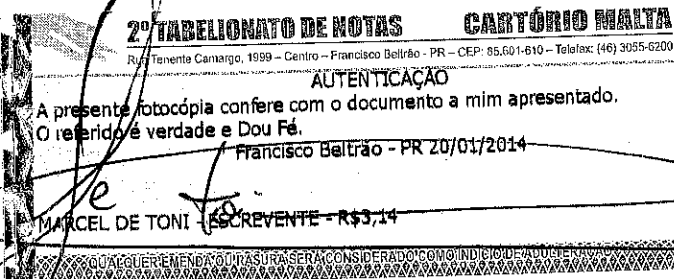 2º TABELIONATO DE NOTAS CARTÓRIO MALTA
Rua Tenente Camargo, 1999 – Centro – Francisco Beltrão - PR – CEP: 85.601-610 – Telefax: (46) 3055-6200
AUTENTICAÇÃO
A presente fotocópia confere com o documento a mim apresentado.
O referido é verdade e Dou Fé.
Francisco Beltrão - PR 20/01/2014
MARCEL DE TONI - ESCREVENTE - R$3,14
QUALQUER EMENDA OU RASURA SERÁ CONSIDERADO COMO INDÍCIO DE ADULTERAÇÃO